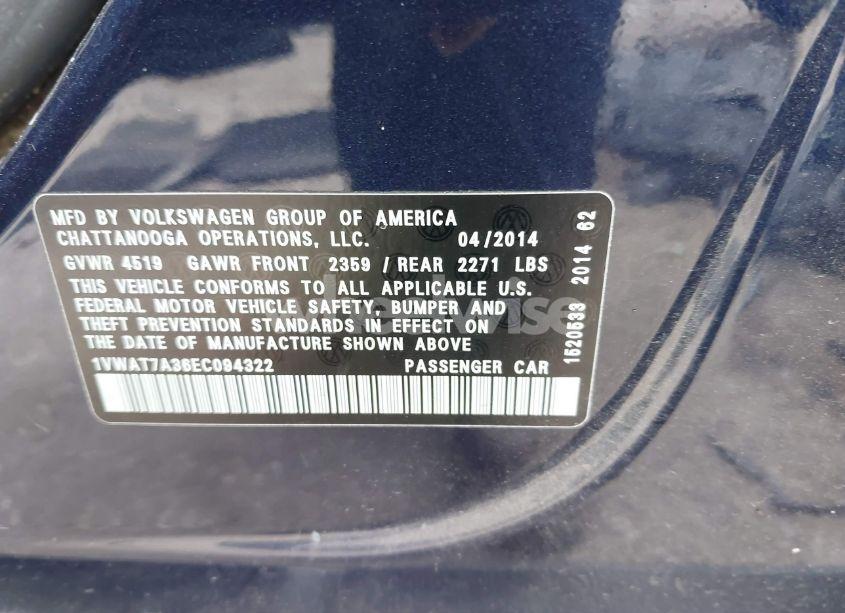 MFD BY VOLKSWAGEN GROUP OF AMERICA
CHATTANOOGA OPERATIONS, LLC. 04/2014
GVWR 4519 GAWR FRONT 2359 / REAR 2271 LBS
THIS VEHICLE CONFORMS TO ALL APPLICABLE U.S.
FEDERAL MOTOR VEHICLE SAFETY, BUMPER AND
THEFT PREVENTION STANDARDS IN EFFECT ON
THE DATE OF MANUFACTURE SHOWN ABOVE
1VWAT7A36EC094322 PASSENGER CAR
1520533 2014 62